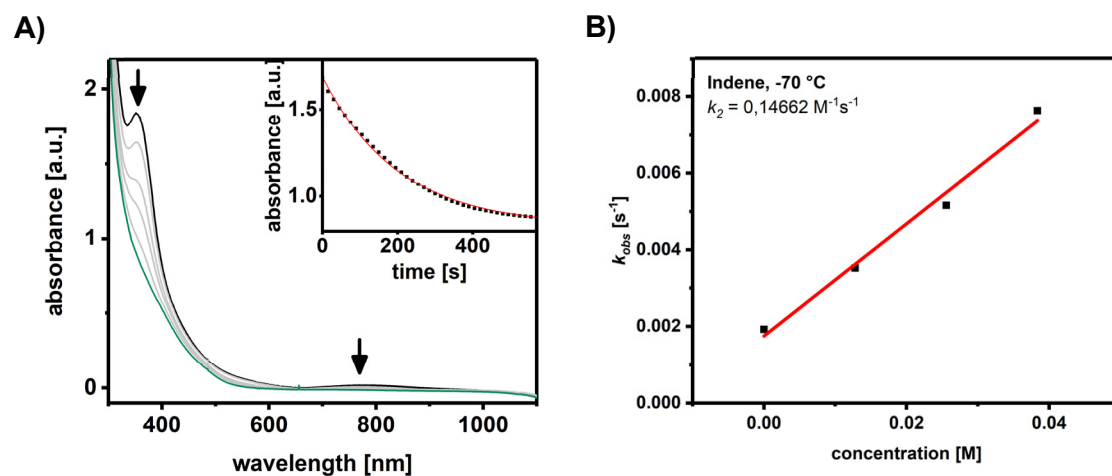 A)
absorbance [a.u.]
2
1
0
400
600
800
1000
wavelength [nm]
absorbance [a.u.]
1.5
1.0
0
200
400
time [s]
B)
Indene, -70 °C
k2 = 0,14662 M-1s-1
kobs [s-1]
0.008
0.006
0.004
0.002
0.000
0.00
0.02
0.04
concentration [M]